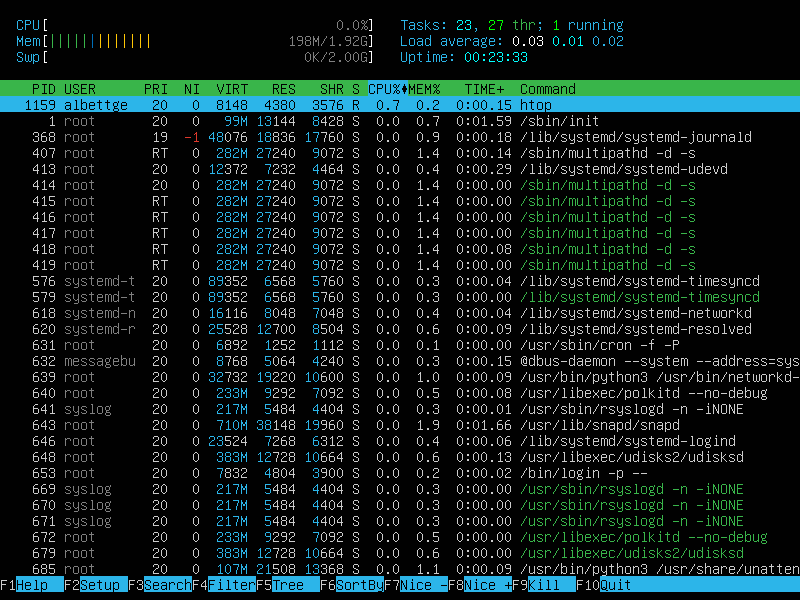 CPU[ 0.0%] Tasks: 23, 27 thr; 1 running
Mem[||||||||||||| 198M/1.92G] Load average: 0.03 0.01 0.02
Swp[ 0K/2.00G] Uptime: 00:23:33
PID USER PRI NI VIRT RES SHR S CPU%♦MEM% TIME+ Command
1159 albettge 20 0 8148 4380 3576 R 0.7 0.2 0:00.15 htop
1 root 20 0 99M 13144 8428 S 0.0 0.7 0:01.59 /sbin/init
368 root 19 -1 48076 18836 17760 S 0.0 0.9 0:00.18 /lib/systemd/systemd-journald
407 root RT 0 282M 27240 9072 S 0.0 1.4 0:00.14 /sbin/multipathd -d -s
413 root 20 0 12372 7232 4464 S 0.0 0.4 0:00.29 /lib/systemd/systemd-udevd
414 root 20 0 282M 27240 9072 S 0.0 1.4 0:00.00 /sbin/multipathd -d -s
415 root RT 0 282M 27240 9072 S 0.0 1.4 0:00.00 /sbin/multipathd -d -s
416 root RT 0 282M 27240 9072 S 0.0 1.4 0:00.00 /sbin/multipathd -d -s
417 root RT 0 282M 27240 9072 S 0.0 1.4 0:00.00 /sbin/multipathd -d -s
418 root RT 0 282M 27240 9072 S 0.0 1.4 0:00.08 /sbin/multipathd -d -s
419 root RT 0 282M 27240 9072 S 0.0 1.4 0:00.00 /sbin/multipathd -d -s
576 systemd-t 20 0 89352 6568 5760 S 0.0 0.3 0:00.04 /lib/systemd/systemd-timesyncd
579 systemd-t 20 0 89352 6568 5760 S 0.0 0.3 0:00.00 /lib/systemd/systemd-timesyncd
618 systemd-n 20 0 16116 8048 7048 S 0.0 0.4 0:00.04 /lib/systemd/systemd-networkd
620 systemd-r 20 0 25528 12700 8504 S 0.0 0.6 0:00.09 /lib/systemd/systemd-resolved
631 root 20 0 6892 1252 1112 S 0.0 0.1 0:00.00 /usr/sbin/cron -f -P
632 messagebu 20 0 8768 5064 4240 S 0.0 0.3 0:00.15 @dbus-daemon --system --address=sys
639 root 20 0 32732 19220 10600 S 0.0 1.0 0:00.09 /usr/bin/python3 /usr/bin/network­d-
640 root 20 0 233M 9292 7092 S 0.0 0.5 0:00.08 /usr/libexec/polkitd --no-debug
641 syslog 20 0 217M 5484 4404 S 0.0 0.3 0:00.01 /usr/sbin/rsyslogd -n -iNONE
643 root 20 0 710M 38148 19960 S 0.0 1.9 0:01.66 /usr/lib/snapd/snapd
646 root 20 0 23524 7268 6312 S 0.0 0.4 0:00.06 /lib/systemd/systemd-logind
648 root 20 0 383M 12728 10664 S 0.0 0.6 0:00.13 /usr/libexec/udisks2/udisksd
653 root 20 0 7832 4804 3900 S 0.0 0.2 0:00.02 /bin/login -p --
669 syslog 20 0 217M 5484 4404 S 0.0 0.3 0:00.00 /usr/sbin/rsyslogd -n -iNONE
670 syslog 20 0 217M 5484 4404 S 0.0 0.3 0:00.00 /usr/sbin/rsyslogd -n -iNONE
671 syslog 20 0 217M 5484 4404 S 0.0 0.3 0:00.00 /usr/sbin/rsyslogd -n -iNONE
672 root 20 0 233M 9292 7092 S 0.0 0.5 0:00.00 /usr/libexec/polkitd --no-debug
679 root 20 0 383M 12728 10664 S 0.0 0.6 0:00.00 /usr/libexec/udisks2/udisksd
685 root 20 0 107M 21508 13368 S 0.0 1.1 0:00.09 /usr/bin/python3 /usr/share/unatten
F1Help F2Setup F3SearchF4FilterF5Tree F6SortByF7Nice -F8Nice +F9Kill F10Quit